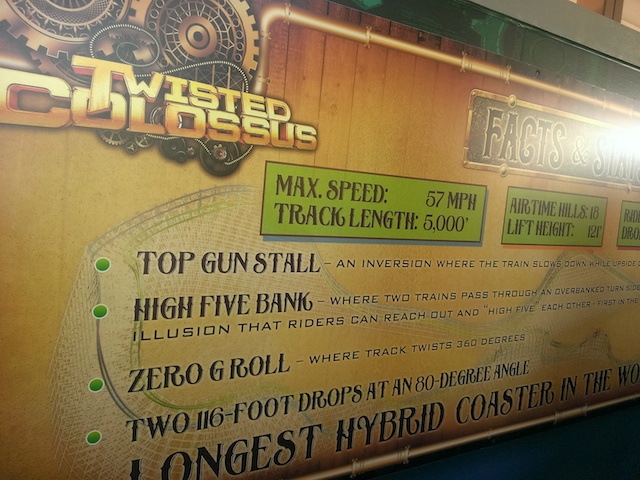 TWISTED
COLOSSUS
FACTS & 
MAX. SPEED: 57 MPH
TRACK LENGTH: 5,000'
AIRTIME HILLS: 18
LIFT HEIGHT: 121'
TOP GUN STALL – AN INVERSION WHERE THE TRAIN SLOWS DOWN WHILE UPSIDE
HIGH FIVE BANK – WHERE TWO TRAINS PASS THROUGH AN OVERBANKED TURN SIDE
ILLUSION THAT RIDERS CAN REACH OUT AND "HIGH FIVE" EACH OTHER - FIRST IN THE
ZERO G ROLL – WHERE TRACK TWISTS 360 DEGREES
TWO 116-FOOT DROPS AT AN 80-DEGREE ANGLE
LONGEST HYBRID COASTER IN THE